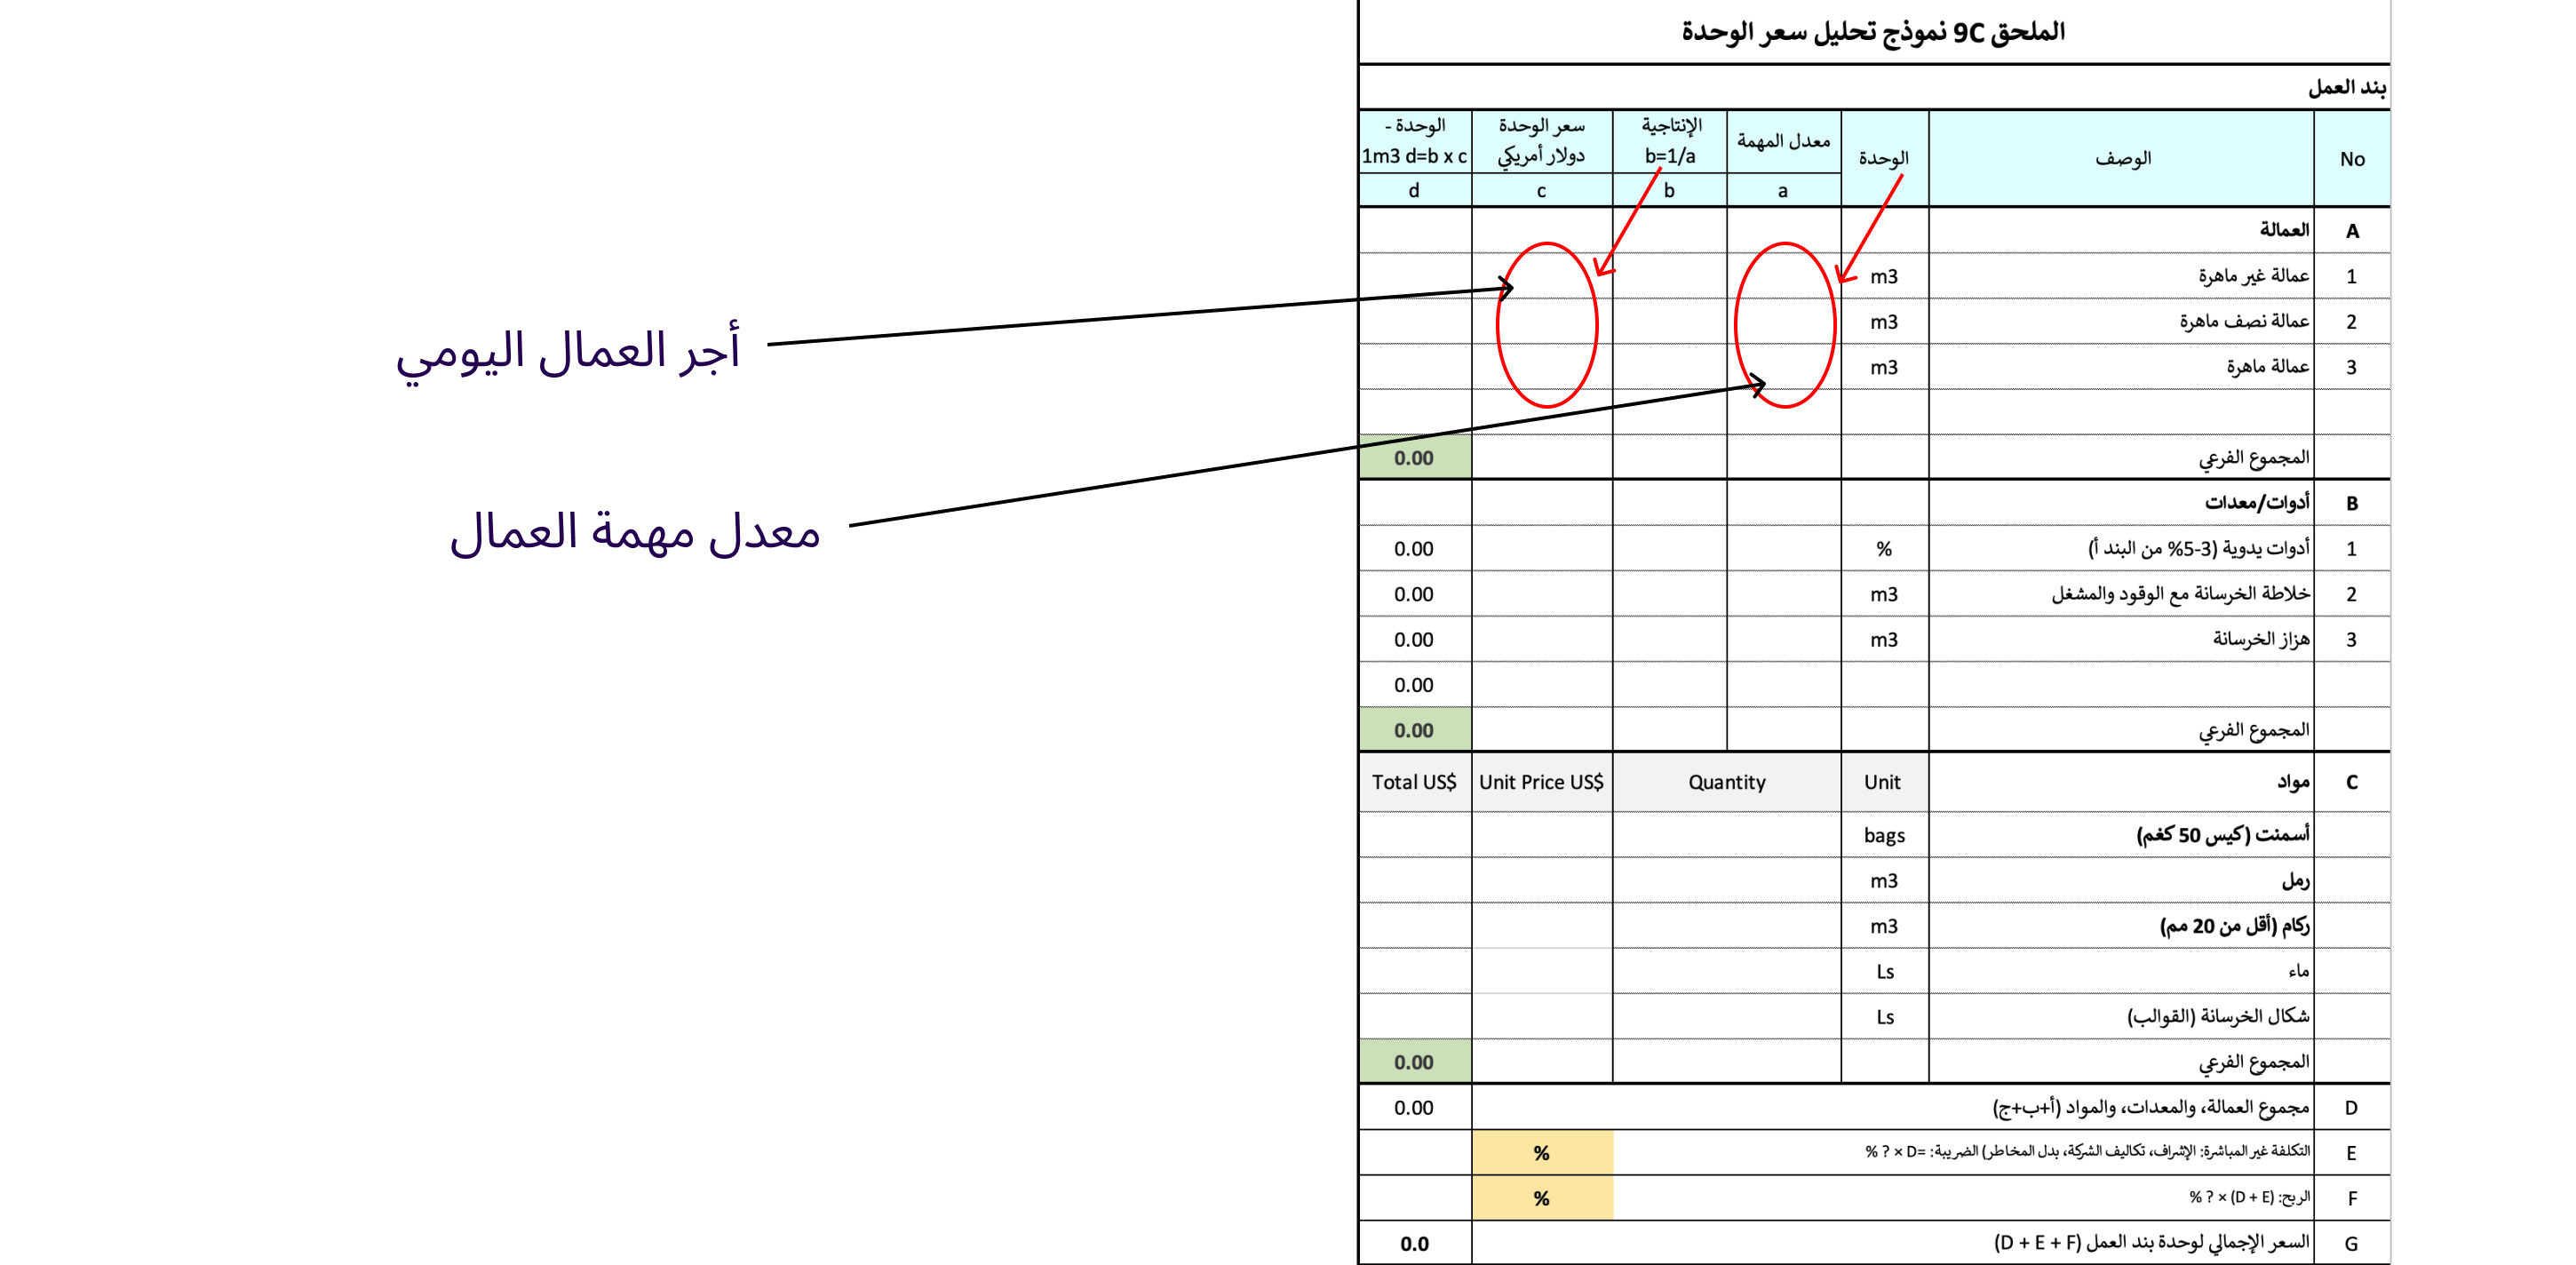 الملحق 9C نموذج تحليل سعر الوحدة
بند العمل
No الوصف الوحدة معدل المهمة الإنتاجية b=1/a سعر الوحدة دولار أمريكي الوحدة - 1m3 d=b x c
a b c d
A العمالة
1 عمالة غير ماهرة m3
2 عمالة نصف ماهرة m3
3 عمالة ماهرة m3
المجموع الفرعي 0.00
أجر العمال اليومي
معدل مهمة العمال
B أدوات/معدات
1 أدوات يدوية (3-5% من البند أ) % 0.00
2 خلاطة الخرسانة مع الوقود والمشغل m3 0.00
3 هزاز الخرسانة m3 0.00
0.00
المجموع الفرعي 0.00
C مواد Unit Quantity Unit Price US$ Total US$
أسمنت (كيس 50 كغم) bags
رمل m3
ركام (أقل من 20 مم) m3
ماء Ls
شكال الخرسانة (القوالب) Ls
المجموع الفرعي 0.00
D مجموع العمالة، والمعدات، والمواد (أ+ب+ج) 0.00
E التكلفة غير المباشرة: الإشراف، تكاليف الشركة، بدل المخاطر) الضريبة: =D × ? % %
F الربح: (D + E) × ? % %
G السعر الإجمالي لوحدة بند العمل (D + E + F) 0.0